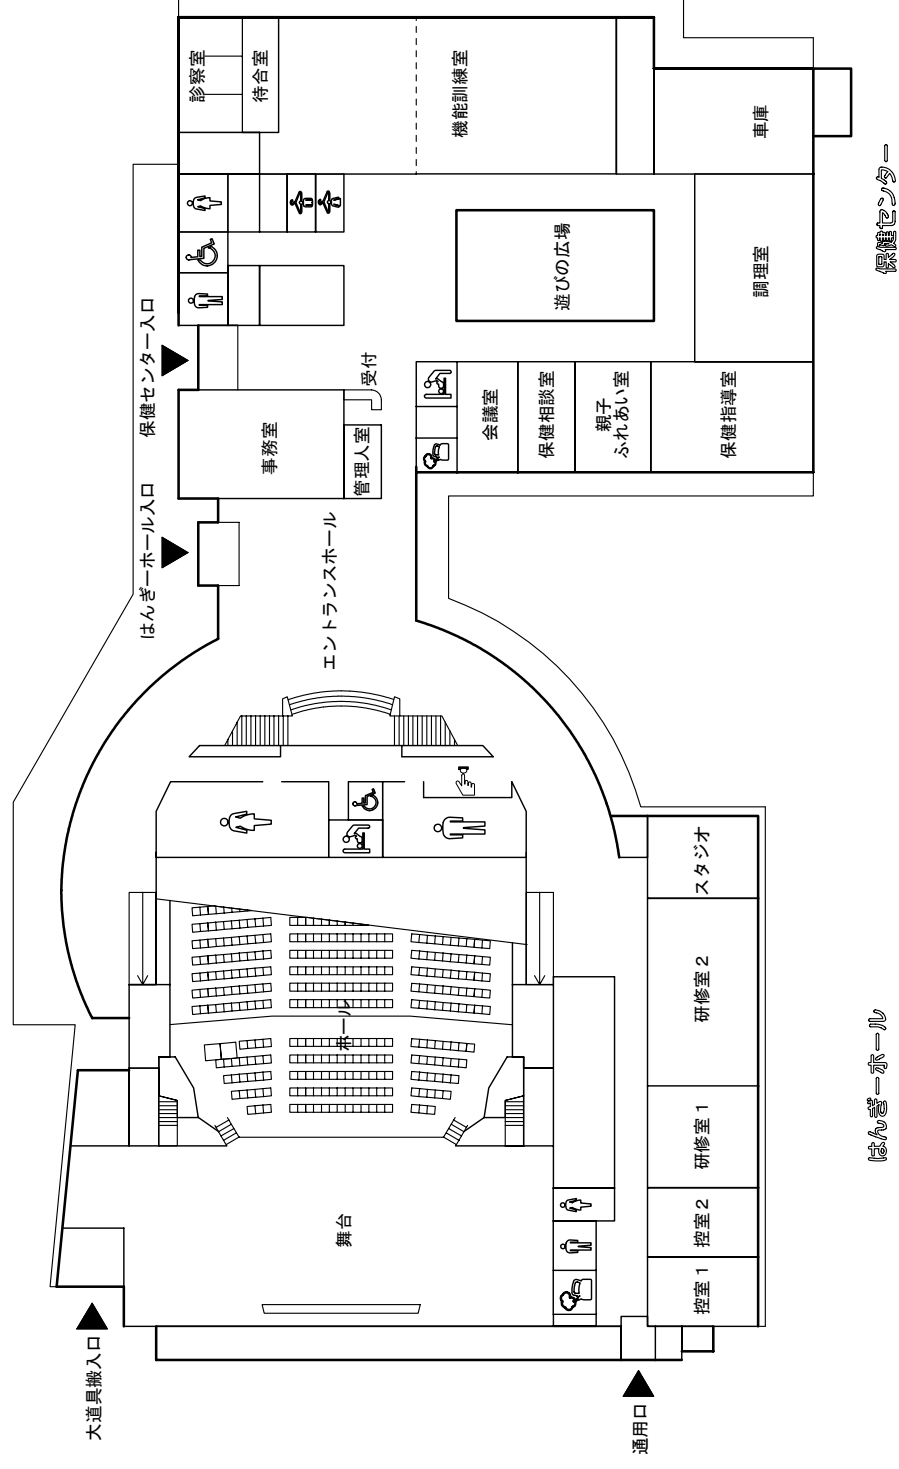 診察室
待合室
機能訓練室
車庫
遊びの広場
調理室
保健センター
保健センター入口
受付
事務室
管理人室
会議室
保健相談室
親子
ふれあい室
保健指導室
はんぎーホール入口
エントランスホール
スタジオ
研修室2
ホール
研修室1
控室2
控室1
舞台
はんぎーホール
大道具搬入口
通用口